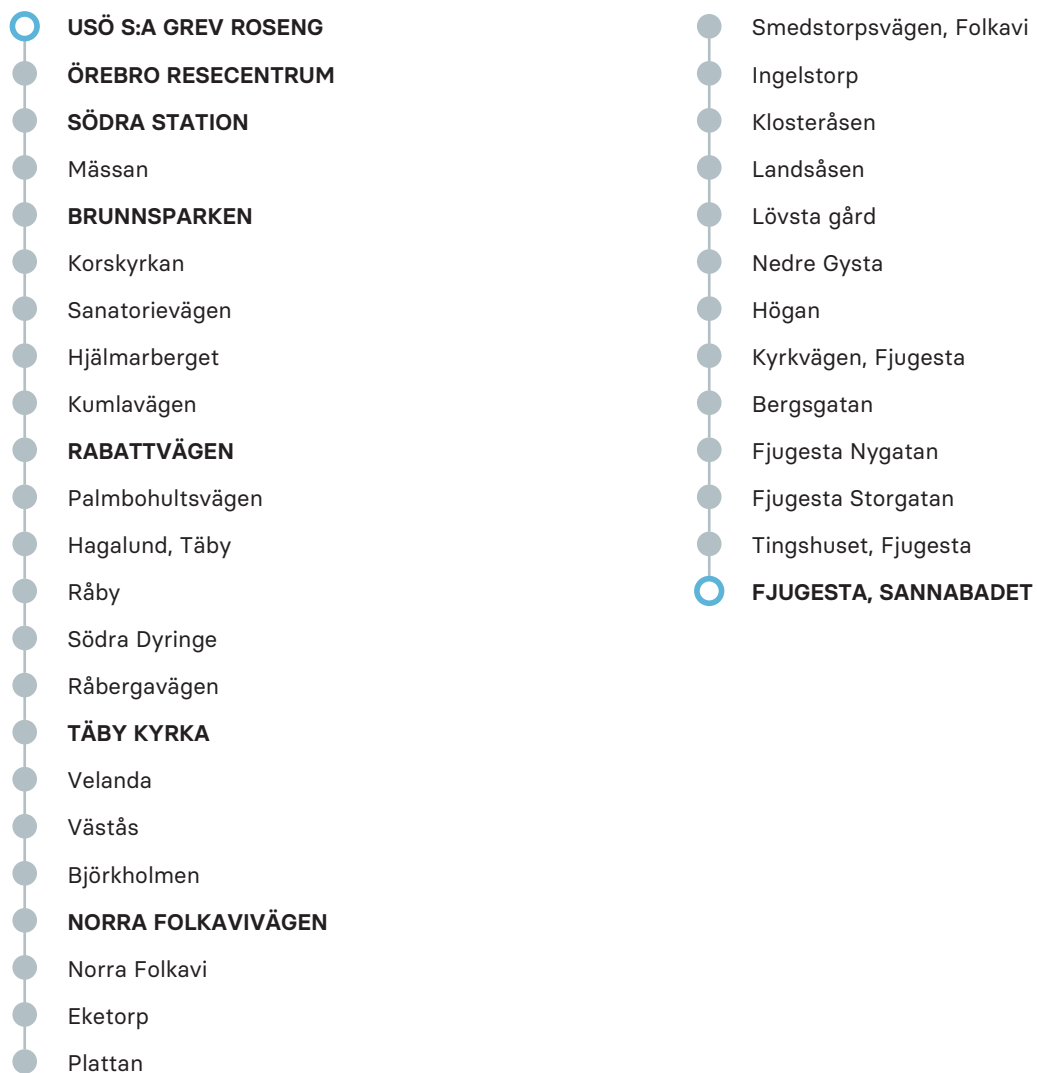 USÖ S:A GREV ROSENG
ÖREBRO RESECENTRUM
SÖDRA STATION
Mässan
BRUNNSPARKEN
Korskyrkan
Sanatorievägen
Hjälmarberget
Kumlavägen
RABATTVÄGEN
Palmbohultsvägen
Hagalund, Täby
Råby
Södra Dyringe
Råbergavägen
TÄBY KYRKA
Velanda
Västås
Björkholmen
NORRA FOLKAVIVÄGEN
Norra Folkavi
Eketorp
Plattan
Smedstorpsvägen, Folkavi
Ingelstorp
Klosteråsen
Landsåsen
Lövsta gård
Nedre Gysta
Högan
Kyrkvägen, Fjugesta
Bergsgatan
Fjugesta Nygatan
Fjugesta Storgatan
Tingshuset, Fjugesta
FJUGESTA, SANNABADET